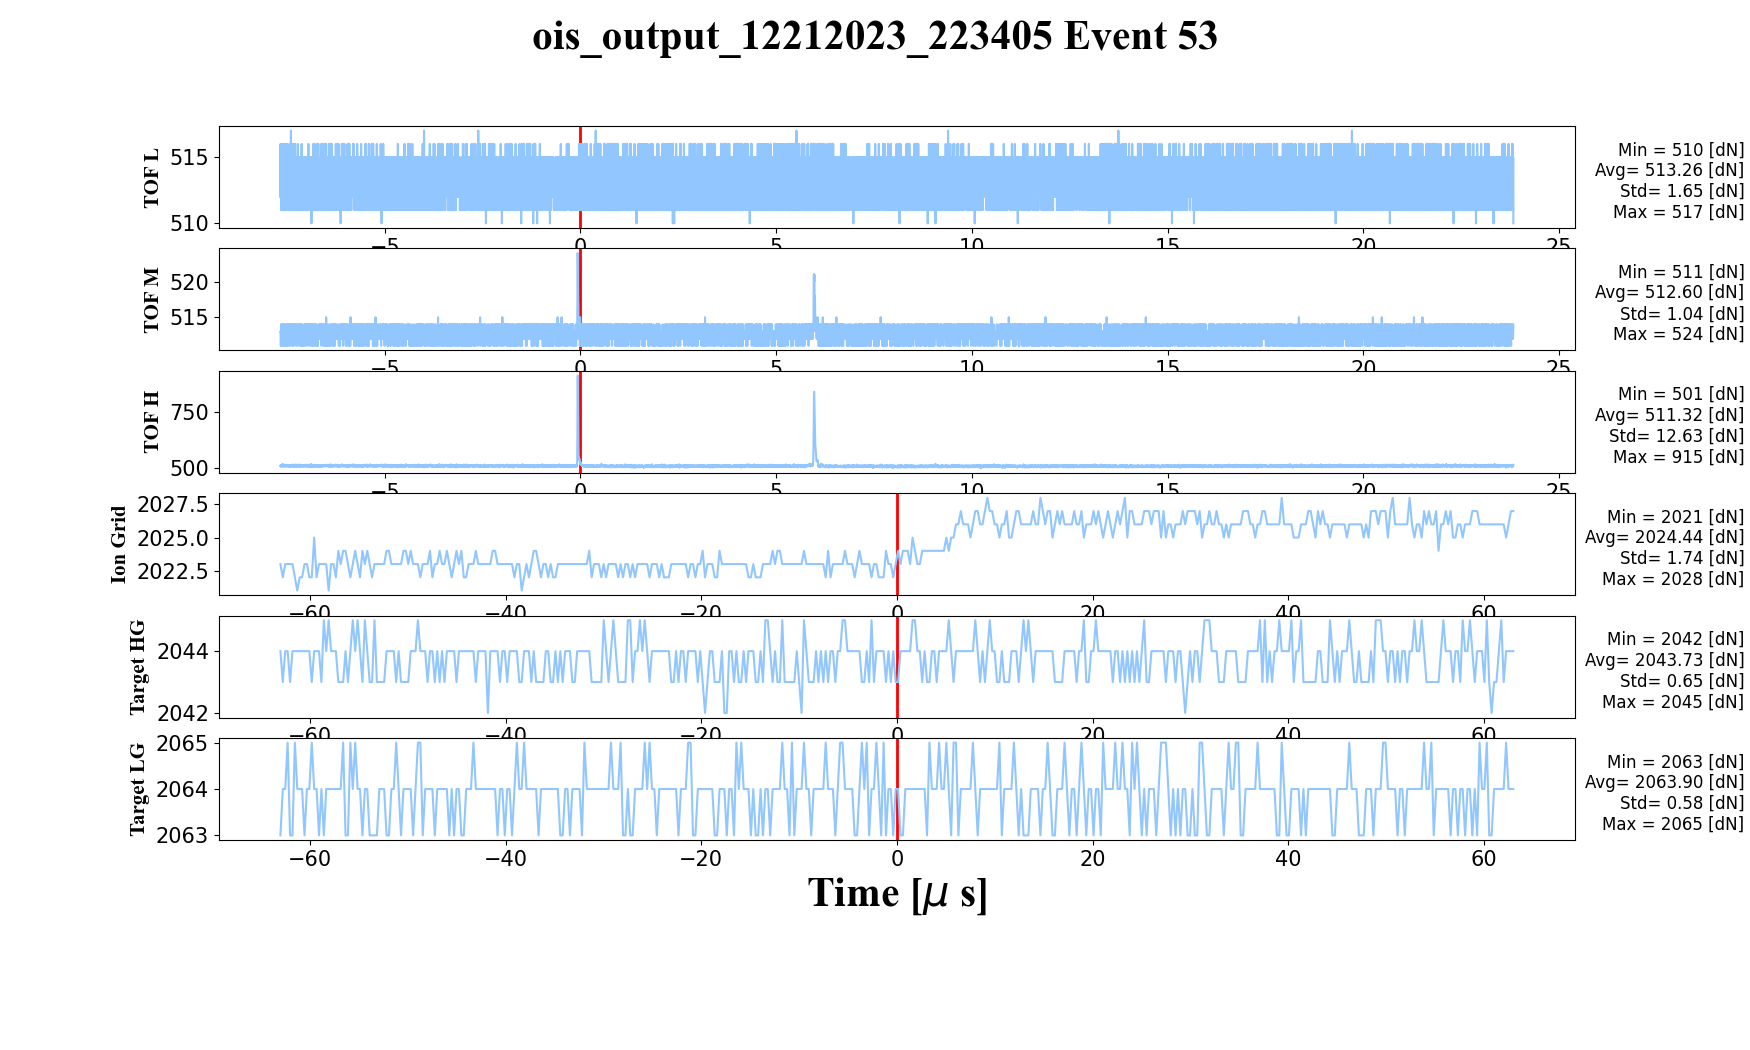 ois_output_12212023_223405 Event 53
TOF L
515
510
−5 0 5 10 15 20 25
Min = 510 [dN]
Avg= 513.26 [dN]
Std= 1.65 [dN]
Max = 517 [dN]
TOF M
520
515
−5 0 5 10 15 20 25
Min = 511 [dN]
Avg= 512.60 [dN]
Std= 1.04 [dN]
Max = 524 [dN]
TOF H
750
500
−5 0 5 10 15 20 25
Min = 501 [dN]
Avg= 511.32 [dN]
Std= 12.63 [dN]
Max = 915 [dN]
Ion Grid
2027.5
2025.0
2022.5
−60 −40 −20 0 20 40 60
Min = 2021 [dN]
Avg= 2024.44 [dN]
Std= 1.74 [dN]
Max = 2028 [dN]
Target HG
2044
2042
−60 −40 −20 0 20 40 60
Min = 2042 [dN]
Avg= 2043.73 [dN]
Std= 0.65 [dN]
Max = 2045 [dN]
Target LG
2065
2064
2063
−60 −40 −20 0 20 40 60
Min = 2063 [dN]
Avg= 2063.90 [dN]
Std= 0.58 [dN]
Max = 2065 [dN]
Time [μ s]